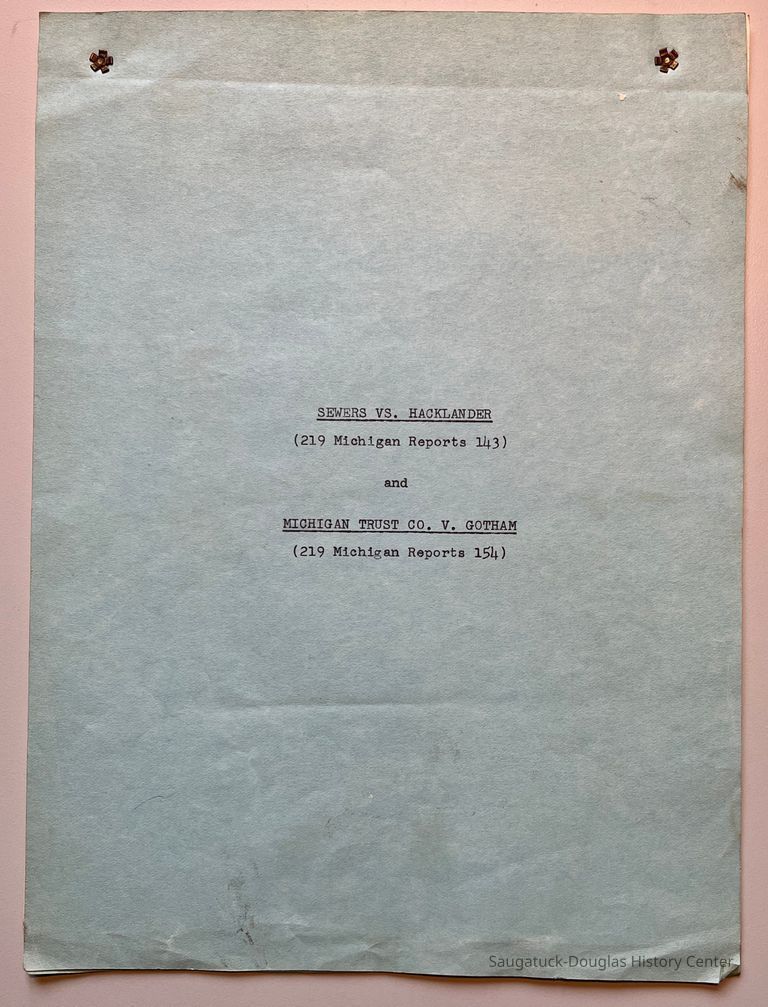 SEWERS VS. HACKLANDER
(219 Michigan Reports 143)
and
MICHIGAN TRUST CO. V. GOTHAM
(219 Michigan Reports 154)
Saugatuck-Douglas History Center